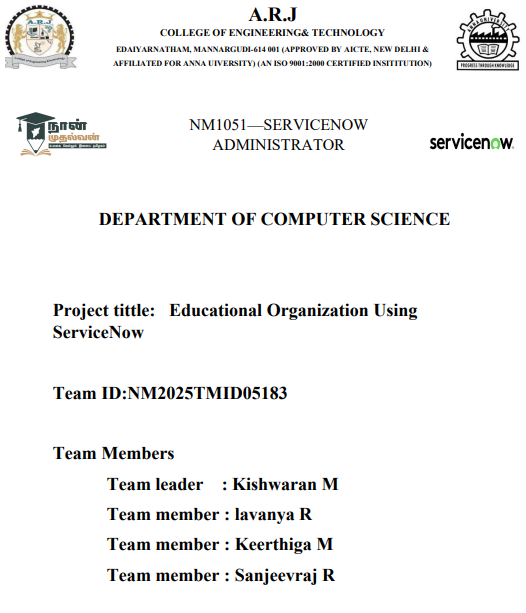 A.R.J
COLLEGE OF ENGINEERING& TECHNOLOGY
EDAIYARNATHAM, MANNARGUDI-614 001 (APPROVED BY AICTE, NEW DELHI &
AFFILIATED FOR ANNA UIVERSITY) (AN ISO 9001:2000 CERTIFIED INSITITUTION)
A R J
PROGRESS THROUGH KNOWLEDGE
நான்
முதல்வன்
NM1051—SERVICENOW
ADMINISTRATOR
servicenow
DEPARTMENT OF COMPUTER SCIENCE
Project tittle: Educational Organization Using
ServiceNow
Team ID:NM2025TMID05183
Team Members
Team leader : Kishwaran M
Team member : lavanya R
Team member : Keerthiga M
Team member : Sanjeevraj R